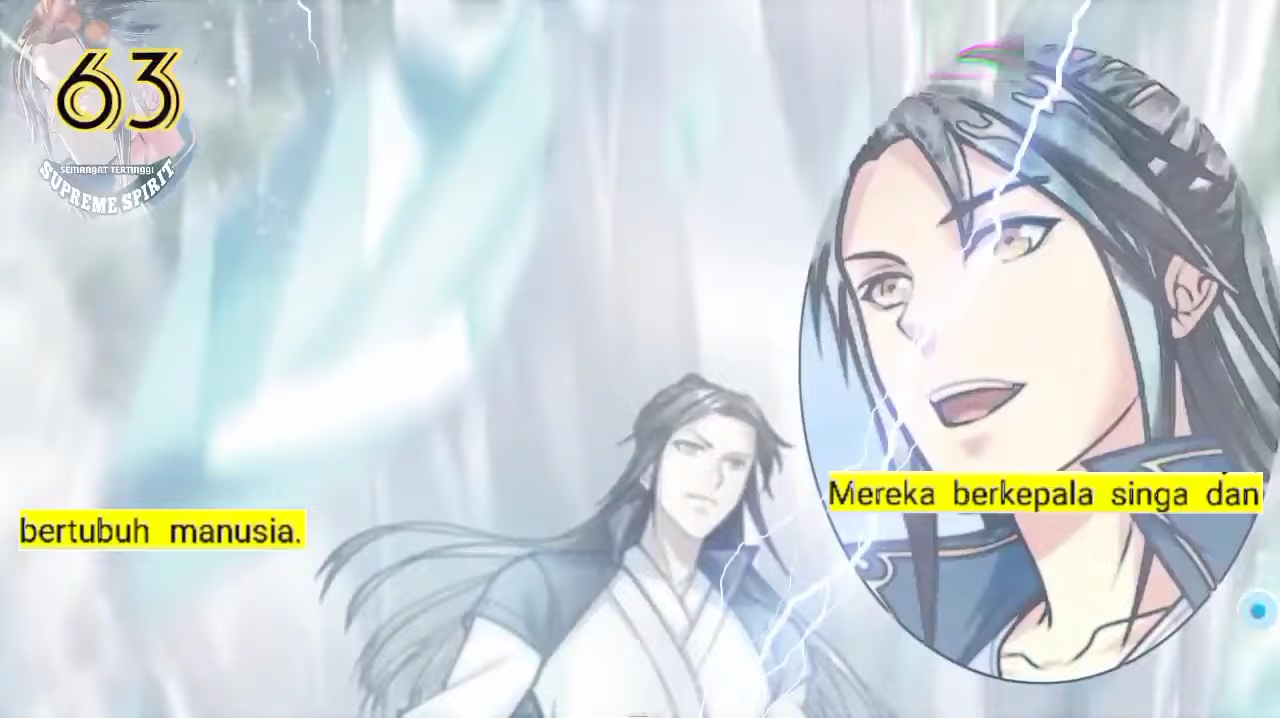 63
SEMANGAT TERTINGGI
SUPREME SPIRIT
Mereka berkepala singa dan
bertubuh manusia.